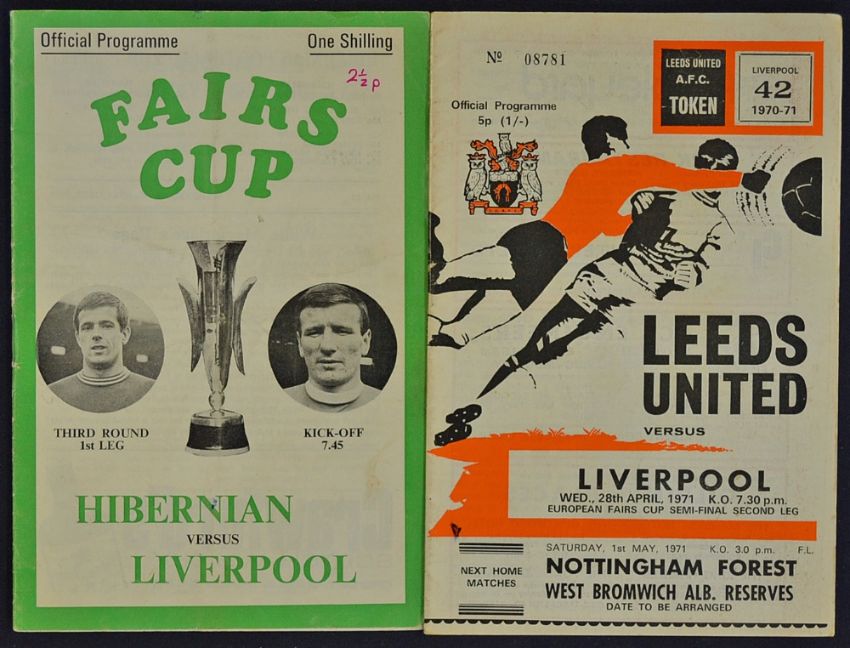 Official Programme
One Shilling
2½p
FAIRS
CUP
THIRD ROUND
1st LEG
KICK-OFF
7.45
HIBERNIAN
VERSUS
LIVERPOOL
Nº 08781
Official Programme
5p (1/-)
LEEDS UNITED
A.F.C.
TOKEN
LIVERPOOL
42
1970-71
LEEDS
UNITED
VERSUS
LIVERPOOL
WED., 28th APRIL, 1971 K.O. 7.30 p.m.
EUROPEAN FAIRS CUP SEMI-FINAL SECOND LEG
NEXT HOME
MATCHES
SATURDAY, 1st MAY, 1971 K.O. 3.0 p.m. F.L.
NOTTINGHAM FOREST
WEST BROMWICH ALB. RESERVES
DATE TO BE ARRANGED